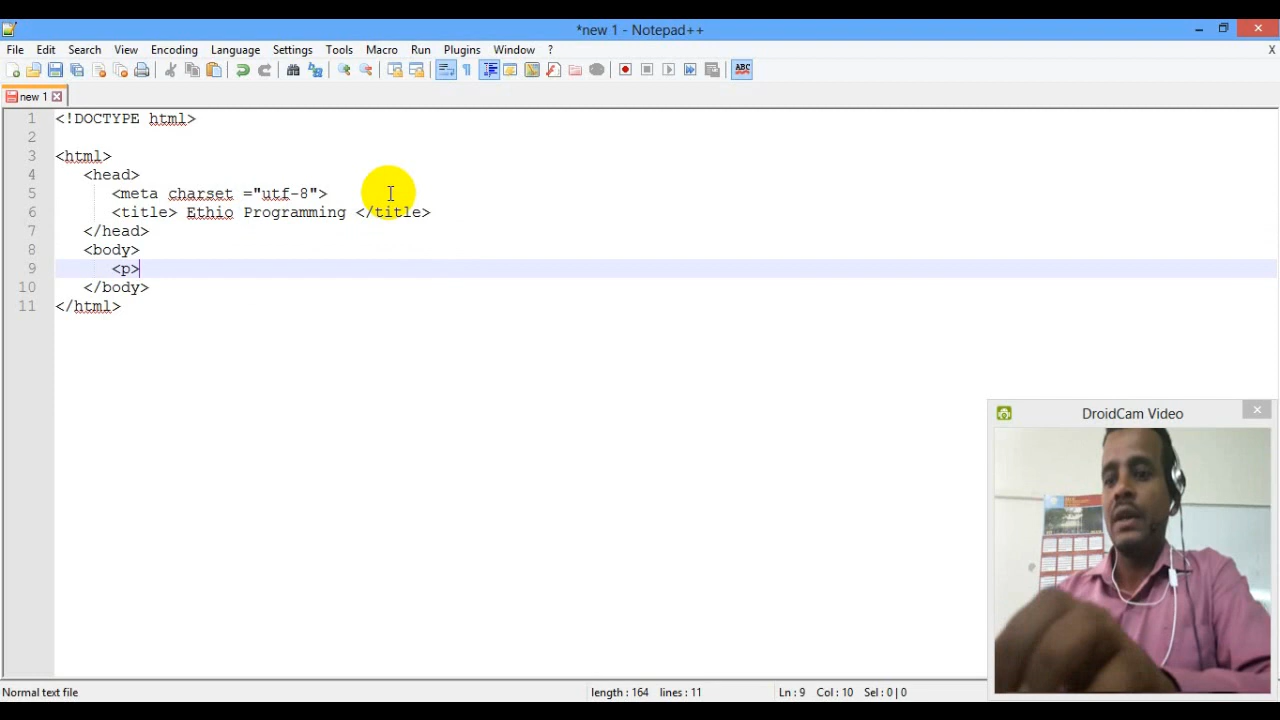 *new 1 - Notepad++
File Edit Search View Encoding Language Settings Tools Macro Run Plugins Window ? X
ABC
new 1
1 <!DOCTYPE html>
2
3 <html>
4 <head>
5 <meta charset ="utf-8">
6 <title> Ethio Programming </title>
7 </head>
8 <body>
9 <p>
10 </body>
11 </html>
DroidCam Video
Normal text file length : 164 lines : 11 Ln : 9 Col : 10 Sel : 0 | 0